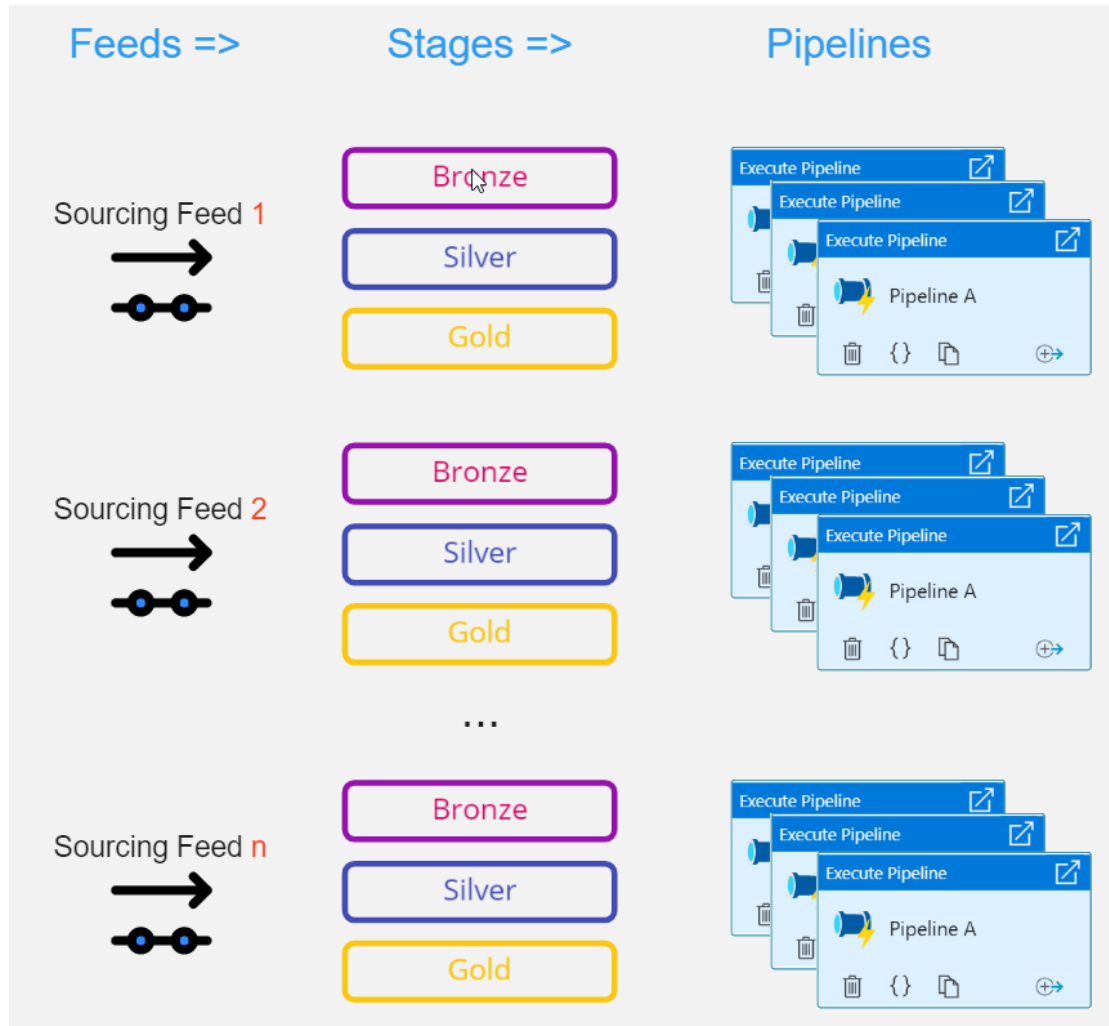 Feeds =>
Stages =>
Pipelines
Sourcing Feed 1
Bronze
Silver
Gold
Execute Pipeline
Execute Pipeline
Execute Pipeline
Pipeline A
{}
Sourcing Feed 2
Bronze
Silver
Gold
Execute Pipeline
Execute Pipeline
Execute Pipeline
Pipeline A
{}
...
Sourcing Feed n
Bronze
Silver
Gold
Execute Pipeline
Execute Pipeline
Execute Pipeline
Pipeline A
{}